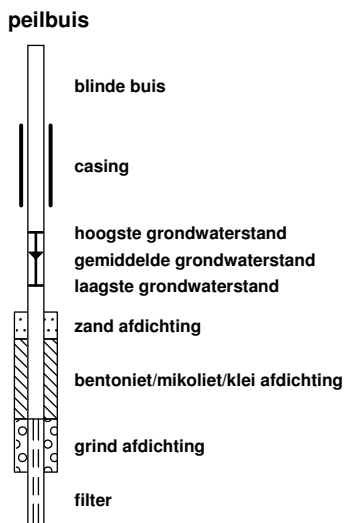 peilbuis
blinde buis
casing
hoogste grondwaterstand
gemiddelde grondwaterstand
laagste grondwaterstand
zand afdichting
bentoniet/mikoliet/klei afdichting
grind afdichting
filter